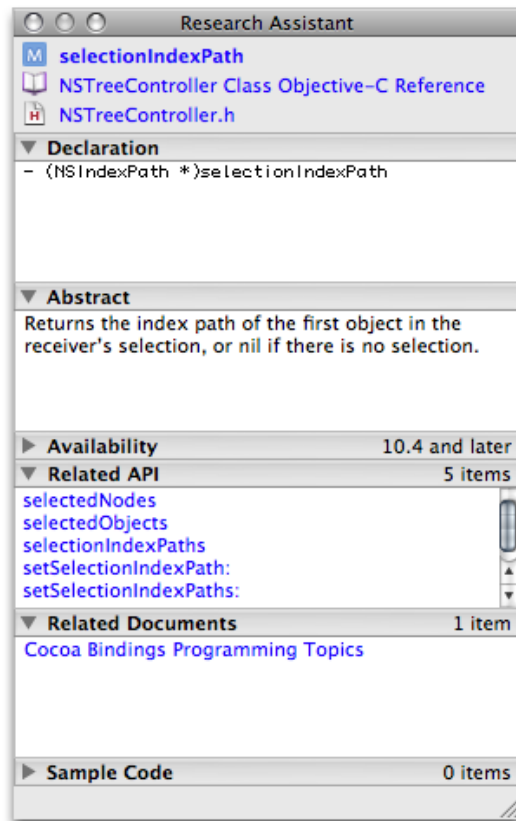 Research Assistant
M selectionIndexPath
NSTreeController Class Objective-C Reference
H NSTreeController.h
Declaration
- (NSIndexPath *)selectionIndexPath
Abstract
Returns the index path of the first object in the
receiver's selection, or nil if there is no selection.
Availability 10.4 and later
Related API 5 items
selectedNodes
selectedObjects
selectionIndexPaths
setSelectionIndexPath:
setSelectionIndexPaths:
Related Documents 1 item
Cocoa Bindings Programming Topics
Sample Code 0 items